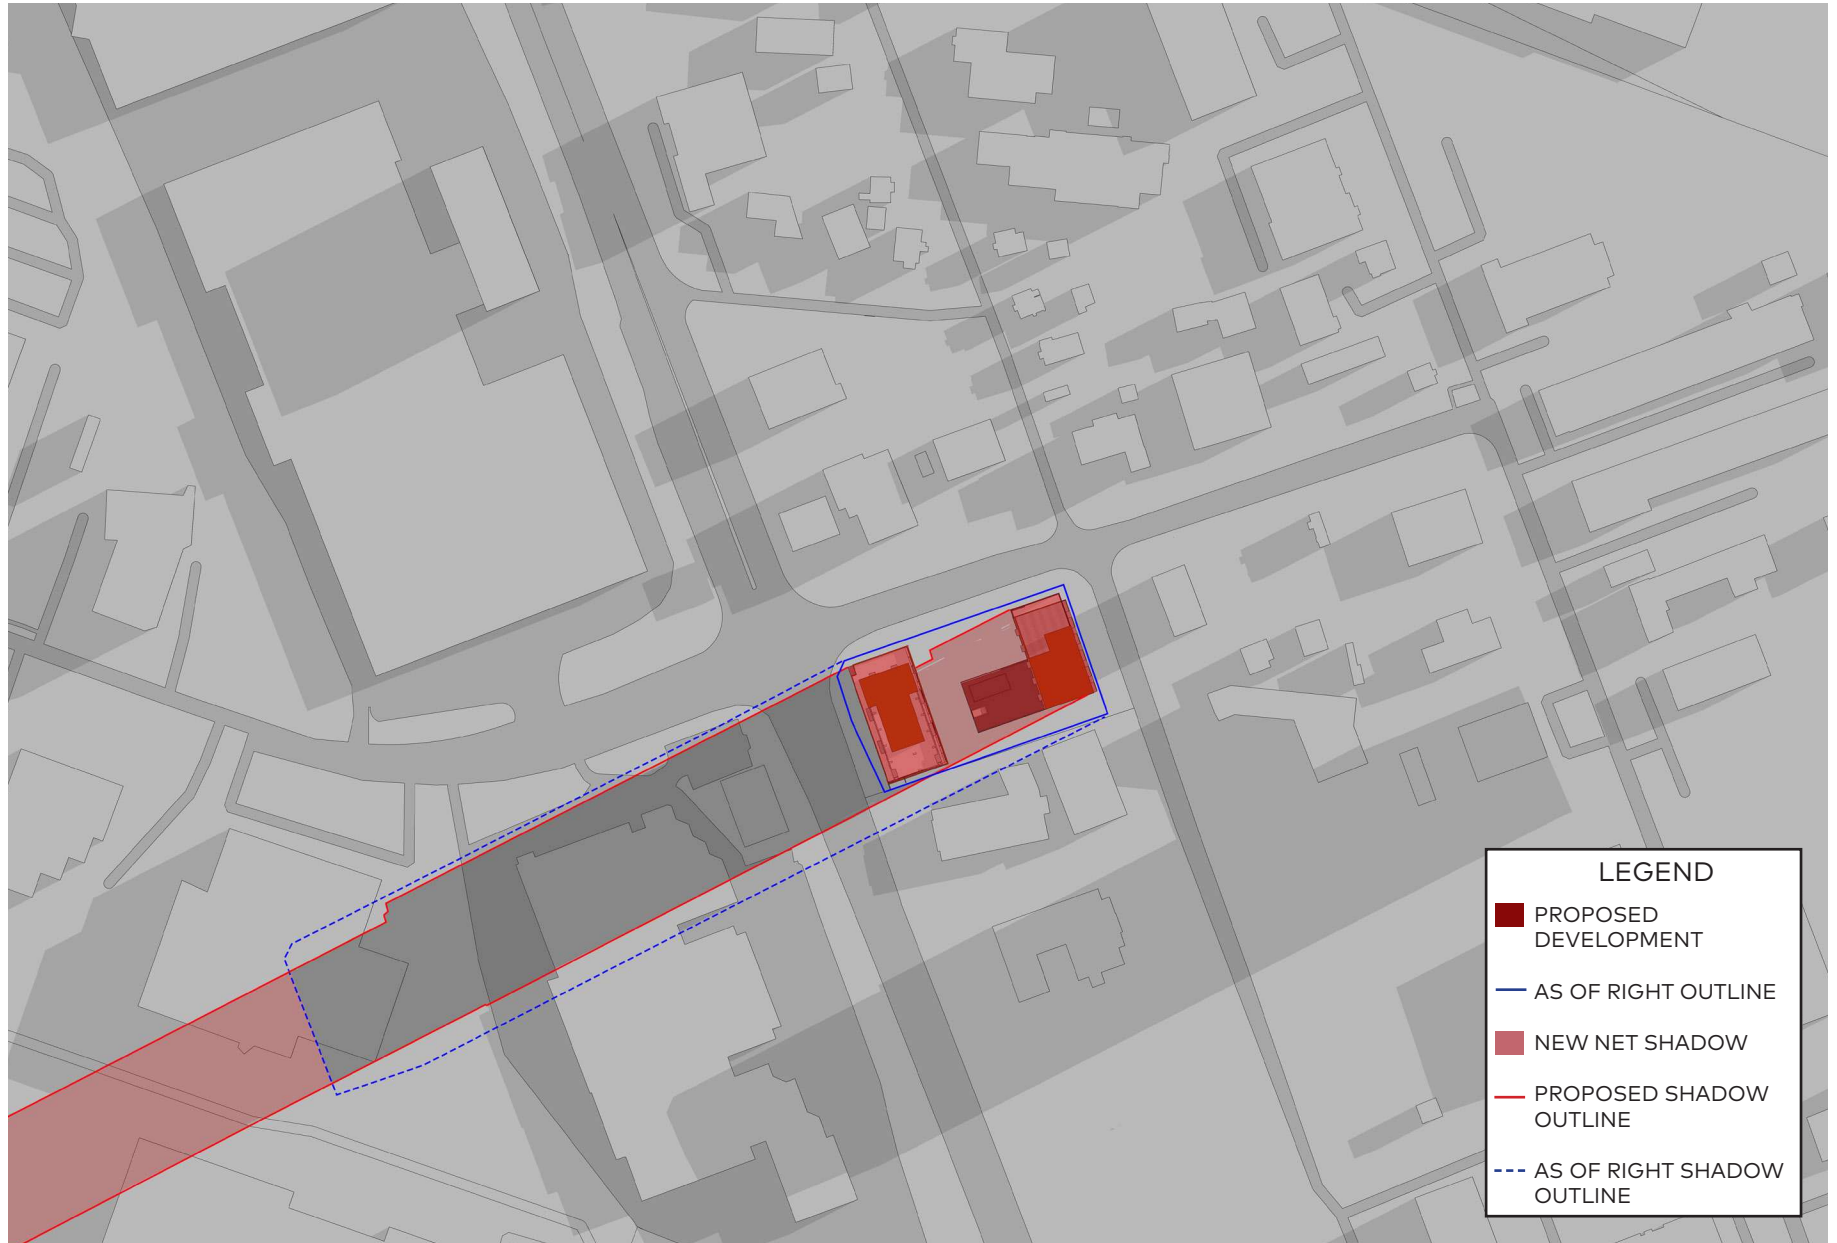 LEGEND
PROPOSED
DEVELOPMENT
AS OF RIGHT OUTLINE
NEW NET SHADOW
PROPOSED SHADOW
OUTLINE
AS OF RIGHT SHADOW
OUTLINE